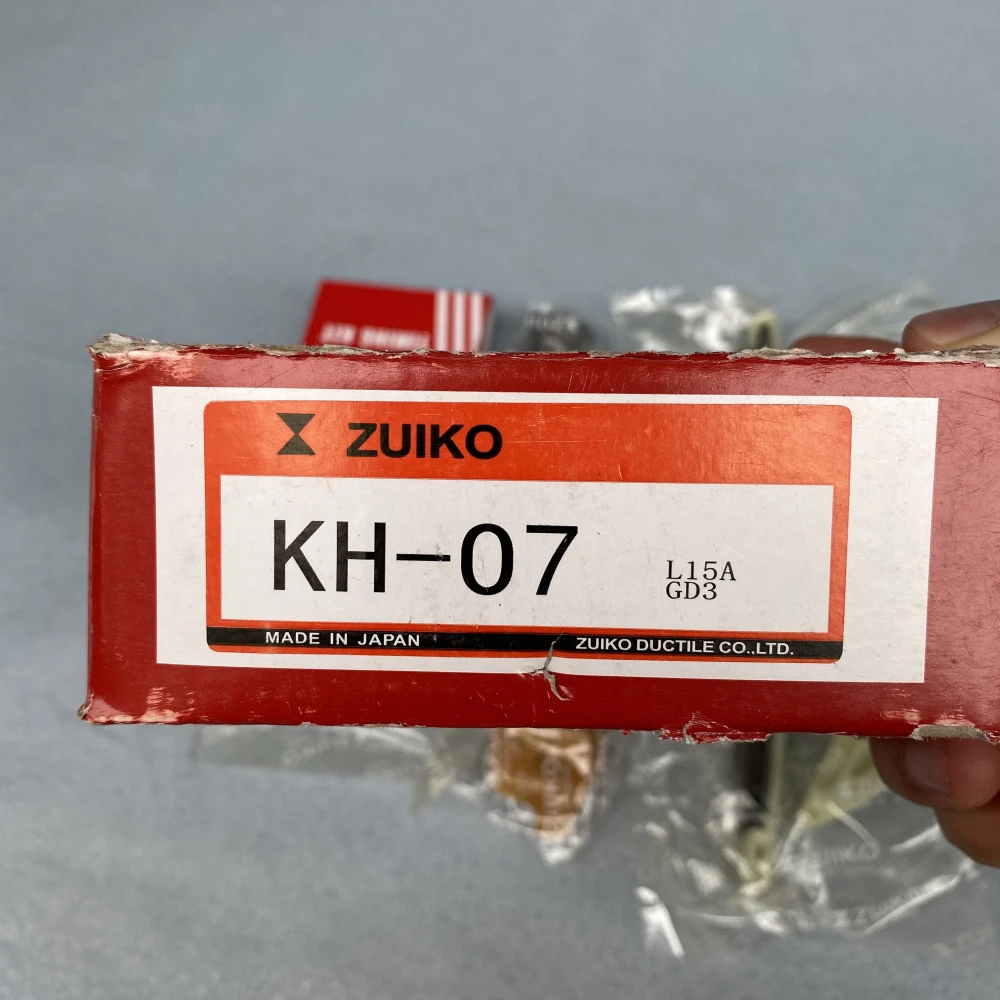 ZUIKO
KH-07
L15A
GD3
MADE IN JAPAN
ZUIKO DUCTILE CO.,LTD.